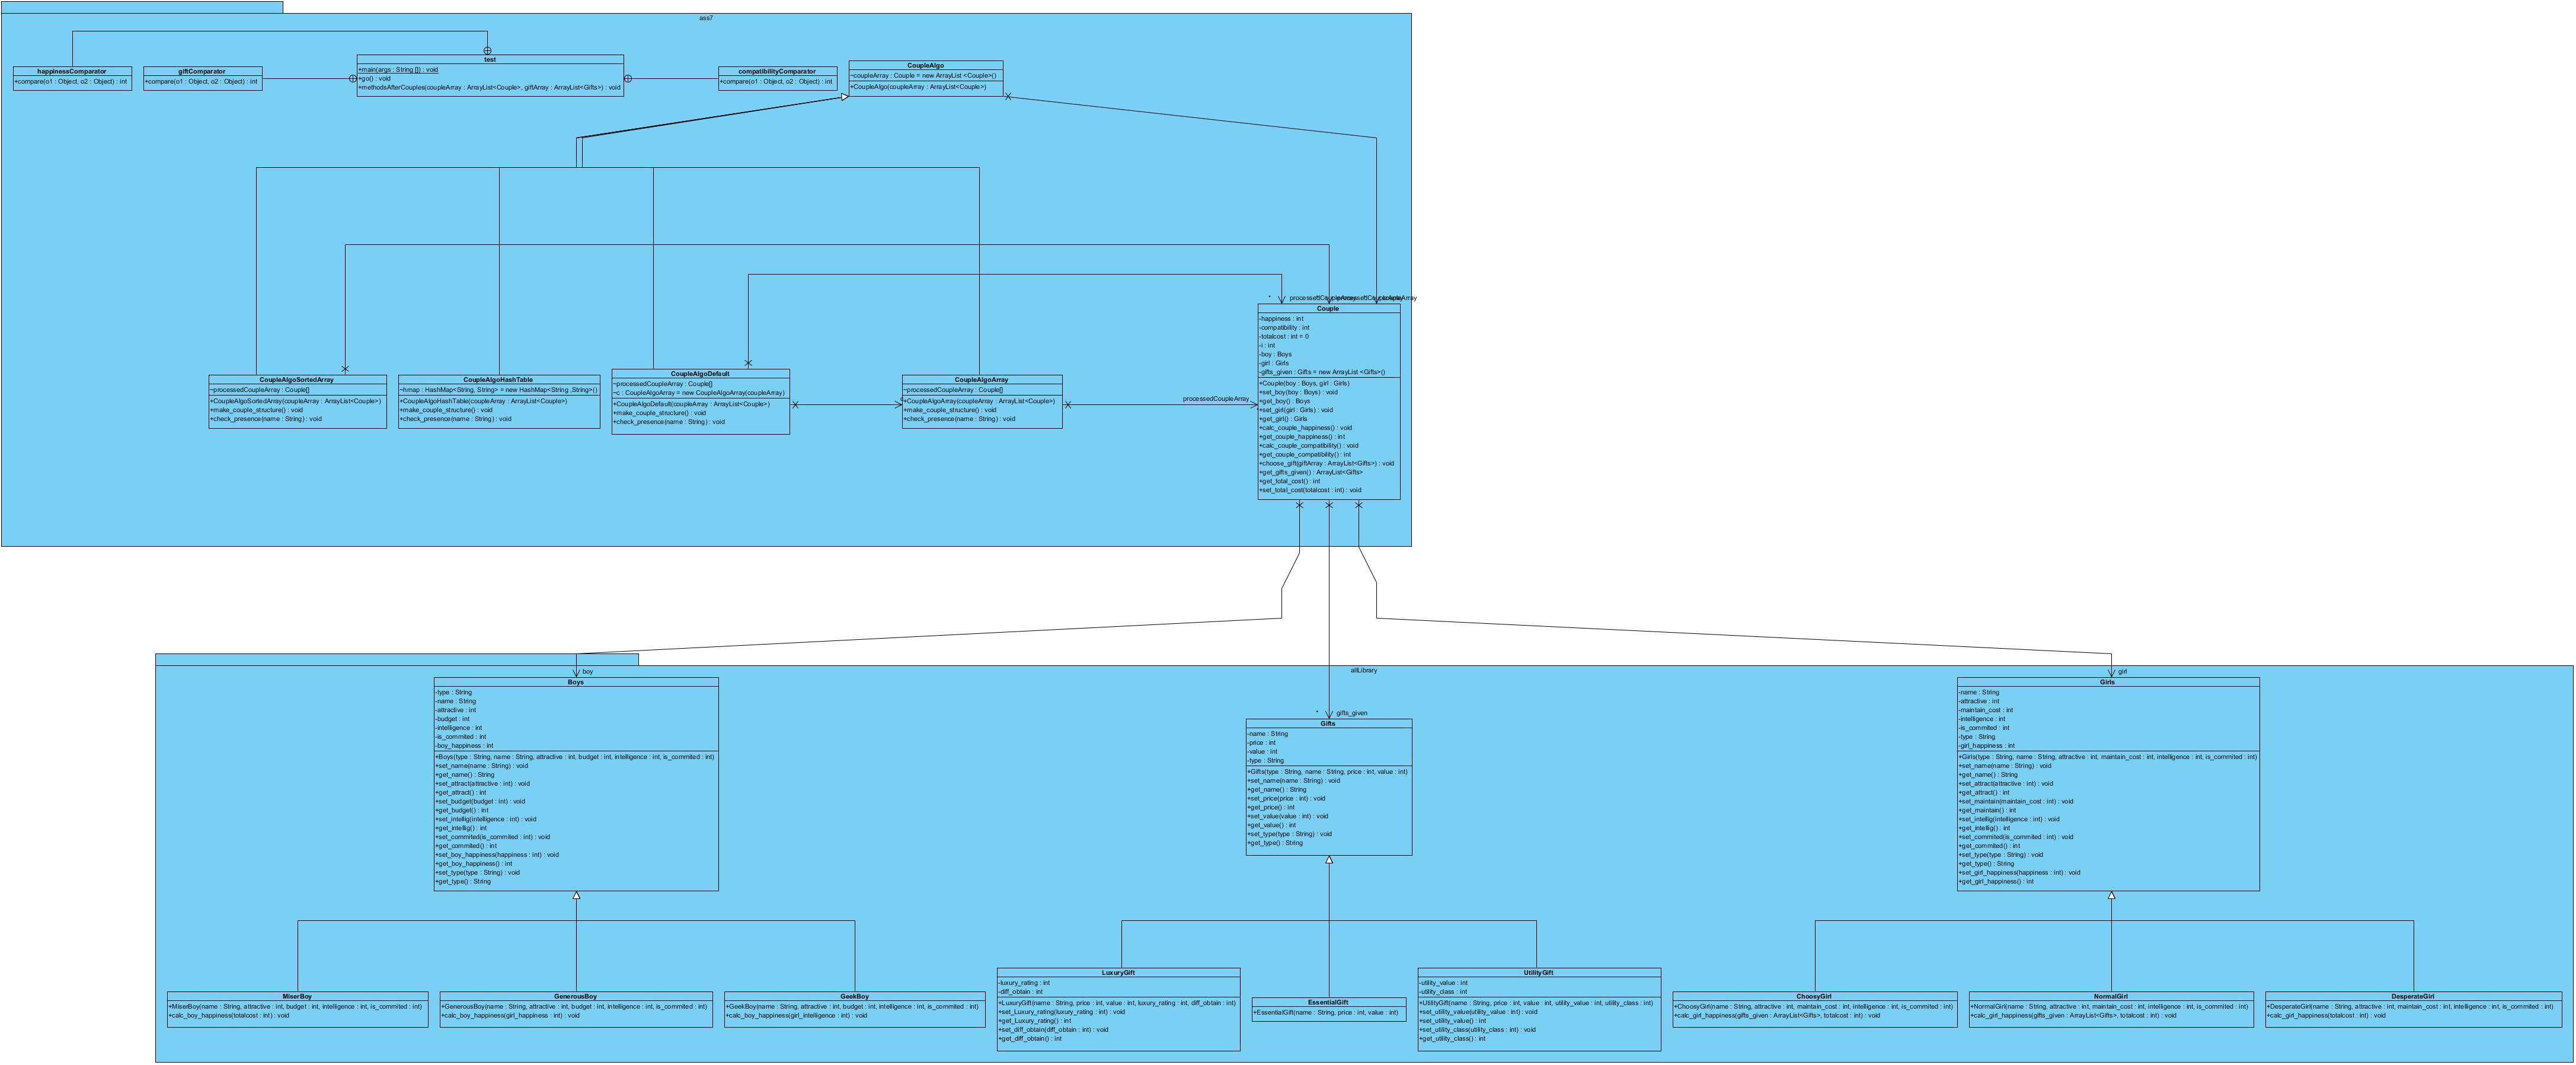 ass7
happinessComparator
+compare(o1 : Object, o2 : Object) : int
giftComparator
+compare(o1 : Object, o2 : Object) : int
test
+main(args : String []) : void
+go() : void
+methodsAfterCouples(coupleArray : ArrayList<Couple>, giftArray : ArrayList<Gifts>) : void
compatibilityComparator
+compare(o1 : Object, o2 : Object) : int
CoupleAlgo
~coupleArray : Couple = new ArrayList <Couple>()
+CoupleAlgo(coupleArray : ArrayList<Couple>)
CoupleAlgoSortedArray
~processedCoupleArray : Couple[]
+CoupleAlgoSortedArray(coupleArray : ArrayList<Couple>)
+make_couple_structure() : void
+check_presence(name : String) : void
CoupleAlgoHashTable
~hmap : HashMap<String, String> = new HashMap<String ,String>()
+CoupleAlgoHashTable(coupleArray : ArrayList<Couple>)
+make_couple_structure() : void
+check_presence(name : String) : void
CoupleAlgoDefault
~processedCoupleArray : Couple[]
~c : CoupleAlgoArray = new CoupleAlgoArray(coupleArray)
+CoupleAlgoDefault(coupleArray : ArrayList<Couple>)
+make_couple_structure() : void
+check_presence(name : String) : void
CoupleAlgoArray
~processedCoupleArray : Couple[]
+CoupleAlgoArray(coupleArray : ArrayList<Couple>)
+make_couple_structure() : void
+check_presence(name : String) : void
processedCoupleArray
*
Couple
-happiness : int
-compatibility : int
-totalcost : int = 0
-i : int
-boy : Boys
-girl : Girls
-gifts_given : Gifts = new ArrayList <Gifts>()
+Couple(boy : Boys, girl : Girls)
+set_boy(boy : Boys) : void
+get_boy() : Boys
+set_girl(girl : Girls) : void
+get_girl() : Girls
+calc_couple_happiness() : void
+get_couple_happiness() : int
+calc_couple_compatibility() : void
+get_couple_compatibility() : int
+choose_gift(giftArray : ArrayList<Gifts>) : void
+get_gifts_given() : ArrayList<Gifts>
+get_total_cost() : int
+set_total_cost(totalcost : int) : void
allLibrary
boy
Boys
-type : String
-name : String
-attractive : int
-budget : int
-intelligence : int
-is_commited : int
-boy_happiness : int
+Boys(type : String, name : String, attractive : int, budget : int, intelligence : int, is_commited : int)
+set_name(name : String) : void
+get_name() : String
+set_attract(attractive : int) : void
+get_attract() : int
+set_budget(budget : int) : void
+get_budget() : int
+set_intellig(intelligence : int) : void
+get_intellig() : int
+set_commited(is_commited : int) : void
+get_commited() : int
+set_boy_happiness(happiness : int) : void
+get_boy_happiness() : int
+set_type(type : String) : void
+get_type() : String
* gifts_given
Gifts
-name : String
-price : int
-value : int
-type : String
+Gifts(type : String, name : String, price : int, value : int)
+set_name(name : String) : void
+get_name() : String
+set_price(price : int) : void
+get_price() : int
+set_value(value : int) : void
+get_value() : int
+set_type(type : String) : void
+get_type() : String
girl
Girls
-name : String
-attractive : int
-maintain_cost : int
-intelligence : int
-is_commited : int
-type : String
-girl_happiness : int
+Girls(type : String, name : String, attractive : int, maintain_cost : int, intelligence : int, is_commited : int)
+set_name(name : String) : void
+get_name() : String
+set_attract(attractive : int) : void
+get_attract() : int
+set_maintain(maintain_cost : int) : void
+get_maintain() : int
+set_intellig(intelligence : int) : void
+get_intellig() : int
+set_commited(is_commited : int) : void
+get_commited() : int
+set_type(type : String) : void
+get_type() : String
+set_girl_happiness(happiness : int) : void
+get_girl_happiness() : int
MiserBoy
+MiserBoy(name : String, attractive : int, budget : int, intelligence : int, is_commited : int)
+calc_boy_happiness(totalcost : int) : void
GenerousBoy
+GenerousBoy(name : String, attractive : int, budget : int, intelligence : int, is_commited : int)
+calc_boy_happiness(girl_happiness : int) : void
GeekBoy
+GeekBoy(name : String, attractive : int, budget : int, intelligence : int, is_commited : int)
+calc_boy_happiness(girl_intelligence : int) : void
LuxuryGift
-luxury_rating : int
-diff_obtain : int
+LuxuryGift(name : String, price : int, value : int, luxury_rating : int, diff_obtain : int)
+set_Luxury_rating(luxury_rating : int) : void
+get_Luxury_rating() : int
+set_diff_obtain(diff_obtain : int) : void
+get_diff_obtain() : int
EssentialGift
+EssentialGift(name : String, price : int, value : int)
UtilityGift
-utility_value : int
-utility_class : int
+UtilityGift(name : String, price : int, value : int, utility_value : int, utility_class : int)
+set_utility_value(utility_value : int) : void
+set_utility_value() : int
+set_utility_class(utility_class : int) : void
+get_utility_class() : int
ChoosyGirl
+ChoosyGirl(name : String, attractive : int, maintain_cost : int, intelligence : int, is_commited : int)
+calc_girl_happiness(gifts_given : ArrayList<Gifts>, totalcost : int) : void
NormalGirl
+NormalGirl(name : String, attractive : int, maintain_cost : int, intelligence : int, is_commited : int)
+calc_girl_happiness(gifts_given : ArrayList<Gifts>, totalcost : int) : void
DesperateGirl
+DesperateGirl(name : String, attractive : int, maintain_cost : int, intelligence : int, is_commited : int)
+calc_girl_happiness(totalcost : int) : void